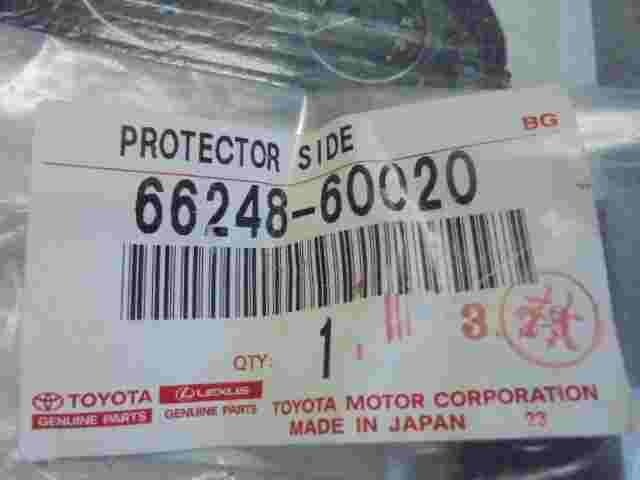 BG
PROTECTOR SIDE
66248-60020
QTY: 1
3.
TOYOTA
GENUINE PARTS
LEXUS
GENUINE PARTS
TOYOTA MOTOR CORPORATION
MADE IN JAPAN